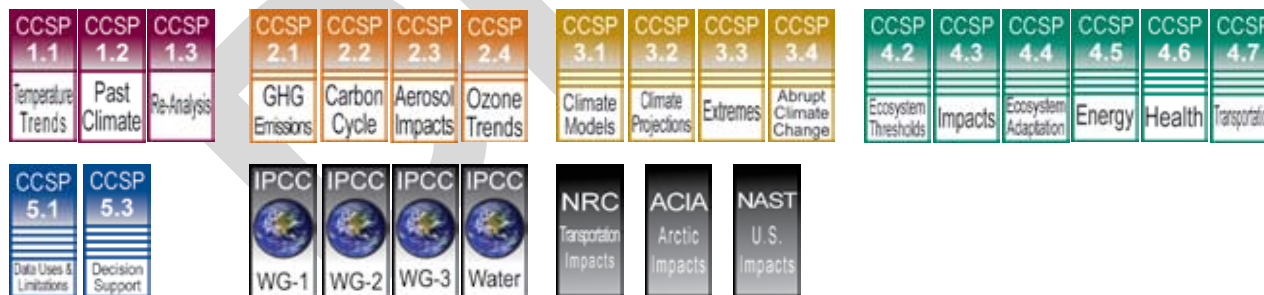 CCSP CCSP CCSP CCSP CCSP CCSP CCSP CCSP CCSP CCSP CCSP CCSP CCSP CCSP CCSP CCSP CCSP
1.1 1.2 1.3 2.1 2.2 2.3 2.4 3.1 3.2 3.3 3.4 4.2 4.3 4.4 4.5 4.6 4.7
Temperature Trends
Past Climate
Re-Analysis
GHG Emissions
Carbon Cycle
Aerosol Impacts
Ozone Trends
Climate Models
Climate Projections
Extremes
Abrupt Climate Change
Ecosystem Thresholds
Impacts
Ecosystem Adaptation
Energy
Health
Transportatio
CCSP CCSP IPCC IPCC IPCC IPCC NRC ACIA NAST
5.1 5.3
Data Uses & Limitations
Decision Support
WG-1 WG-2 WG-3 Water
Transportation Impacts
Arctic Impacts
U.S. Impacts